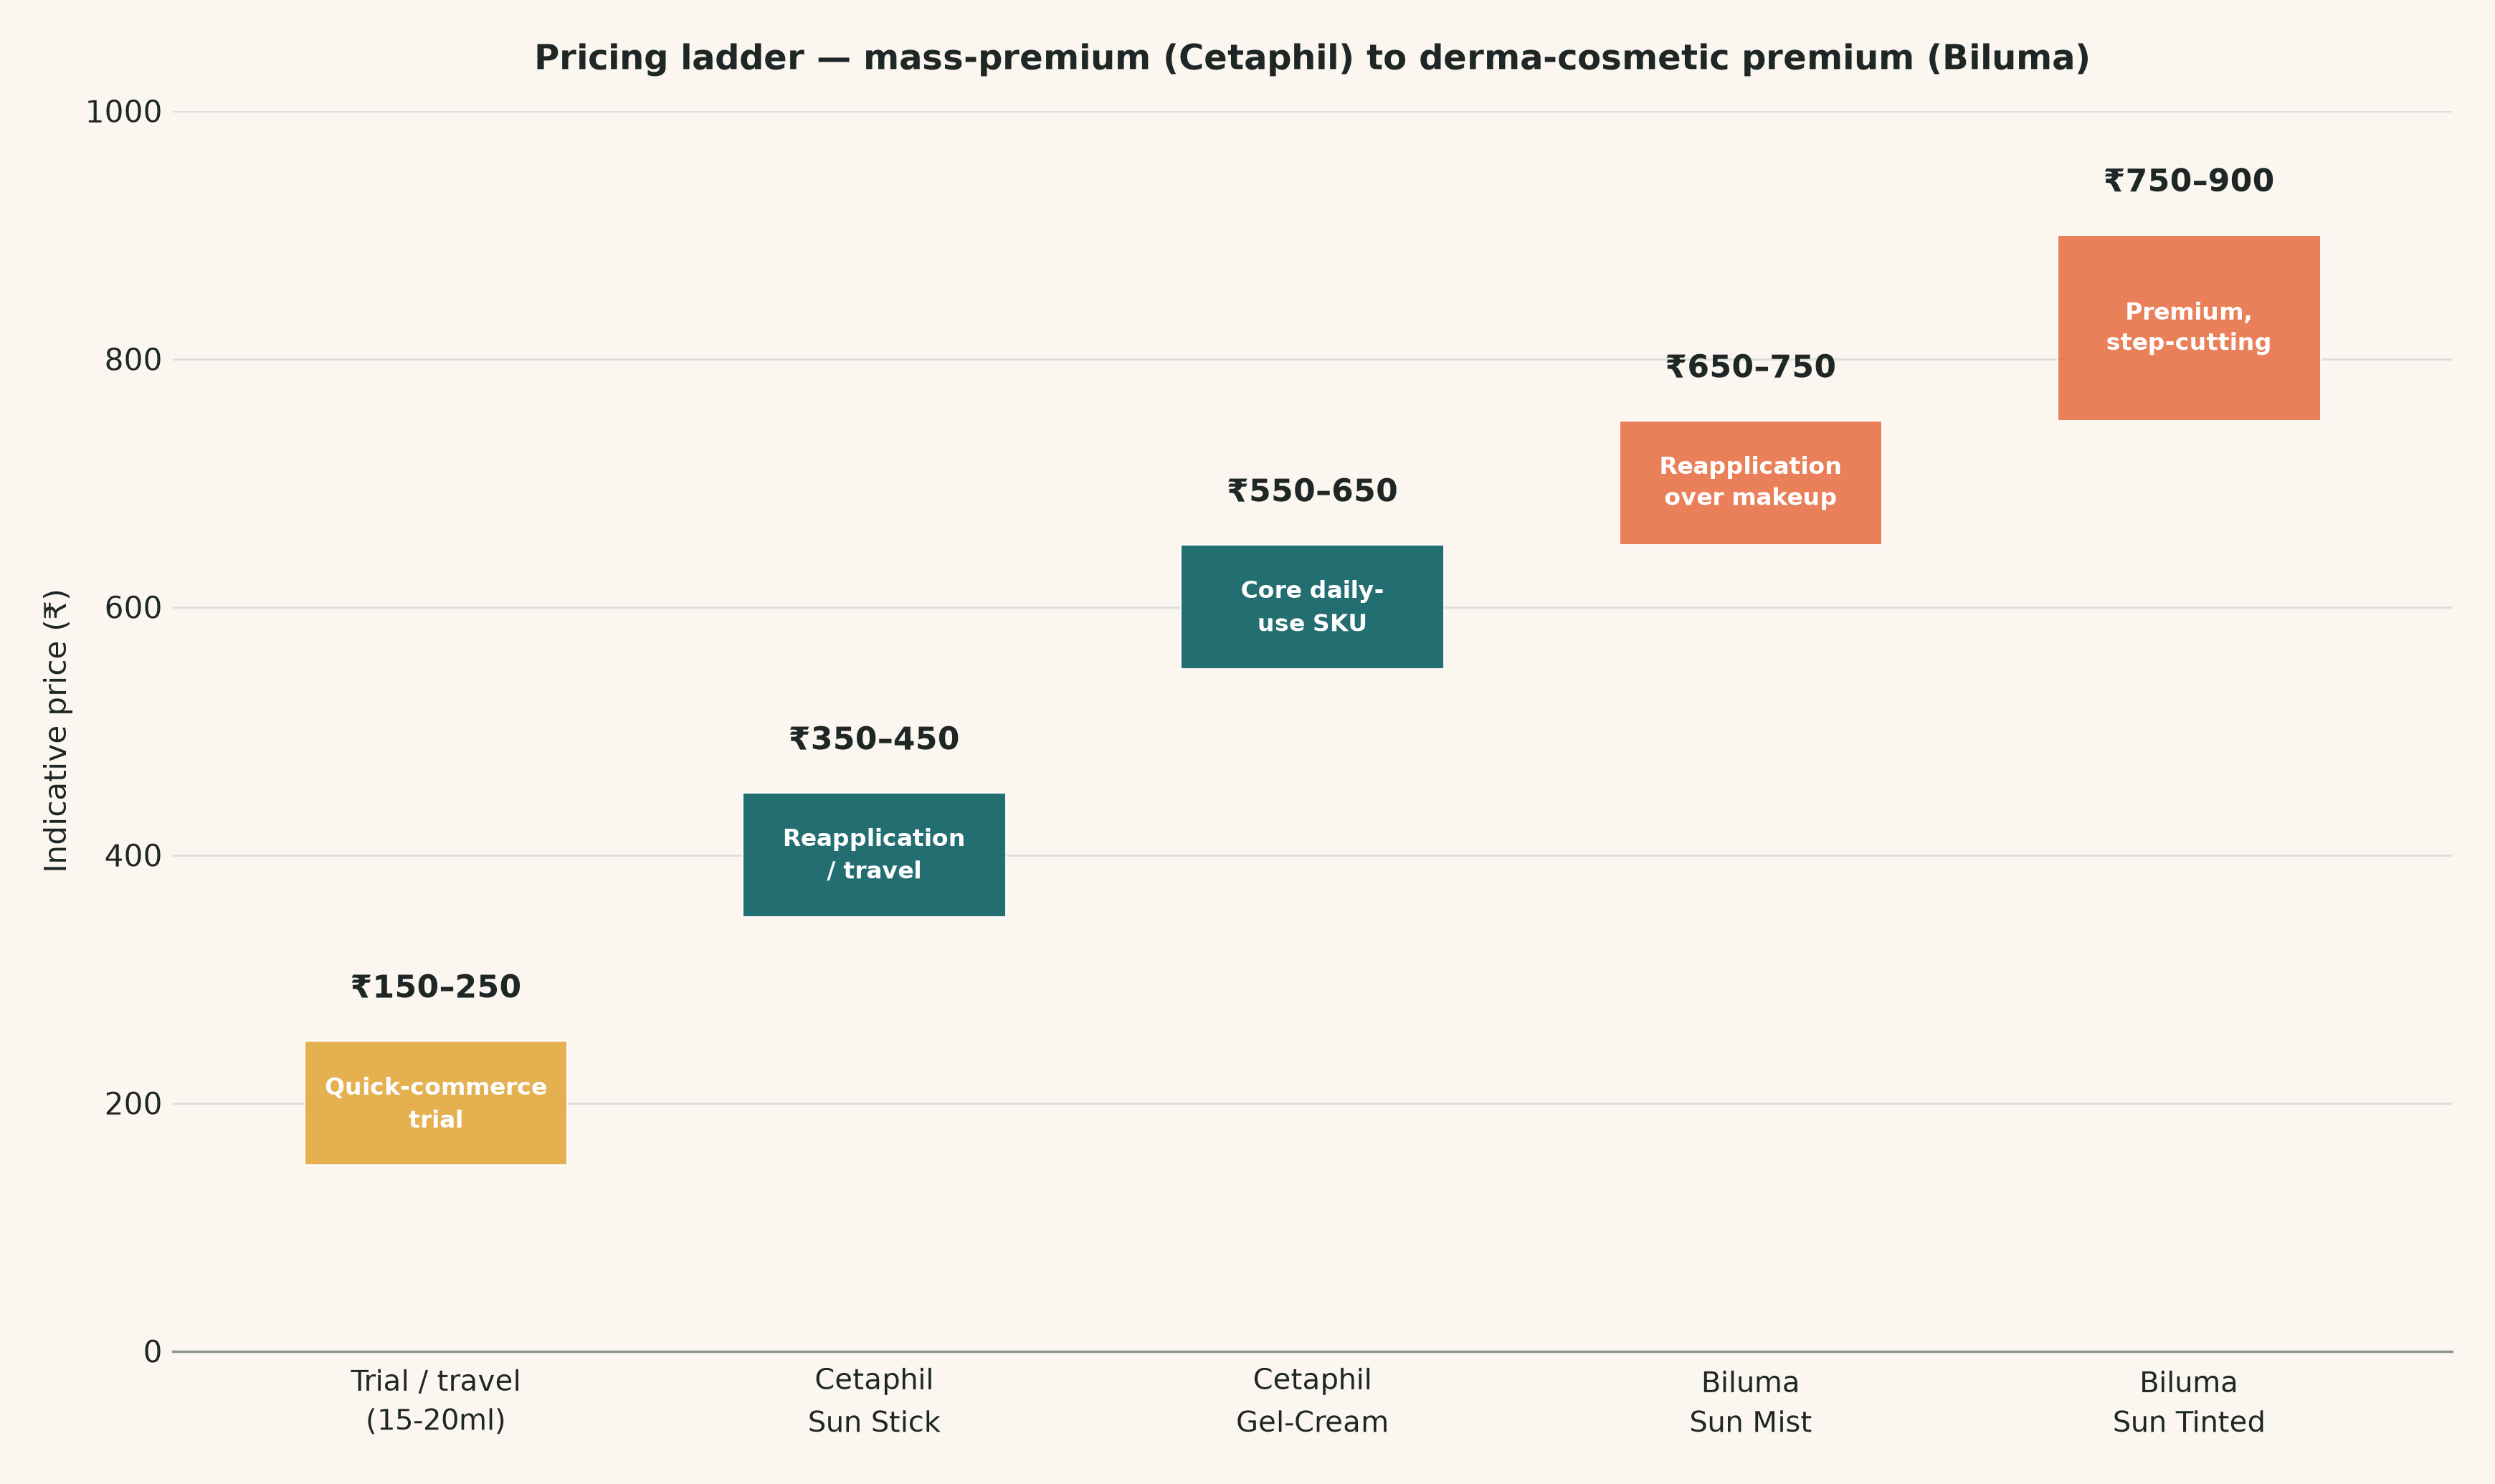 Pricing ladder — mass-premium (Cetaphil) to derma-cosmetic premium (Biluma)
Indicative price (₹)
1000
800
600
400
200
0
₹150–250
Quick-commerce
trial
₹350–450
Reapplication
/ travel
₹550–650
Core daily-
use SKU
₹650–750
Reapplication
over makeup
₹750–900
Premium,
step-cutting
Trial / travel
(15-20ml)
Cetaphil
Sun Stick
Cetaphil
Gel-Cream
Biluma
Sun Mist
Biluma
Sun Tinted